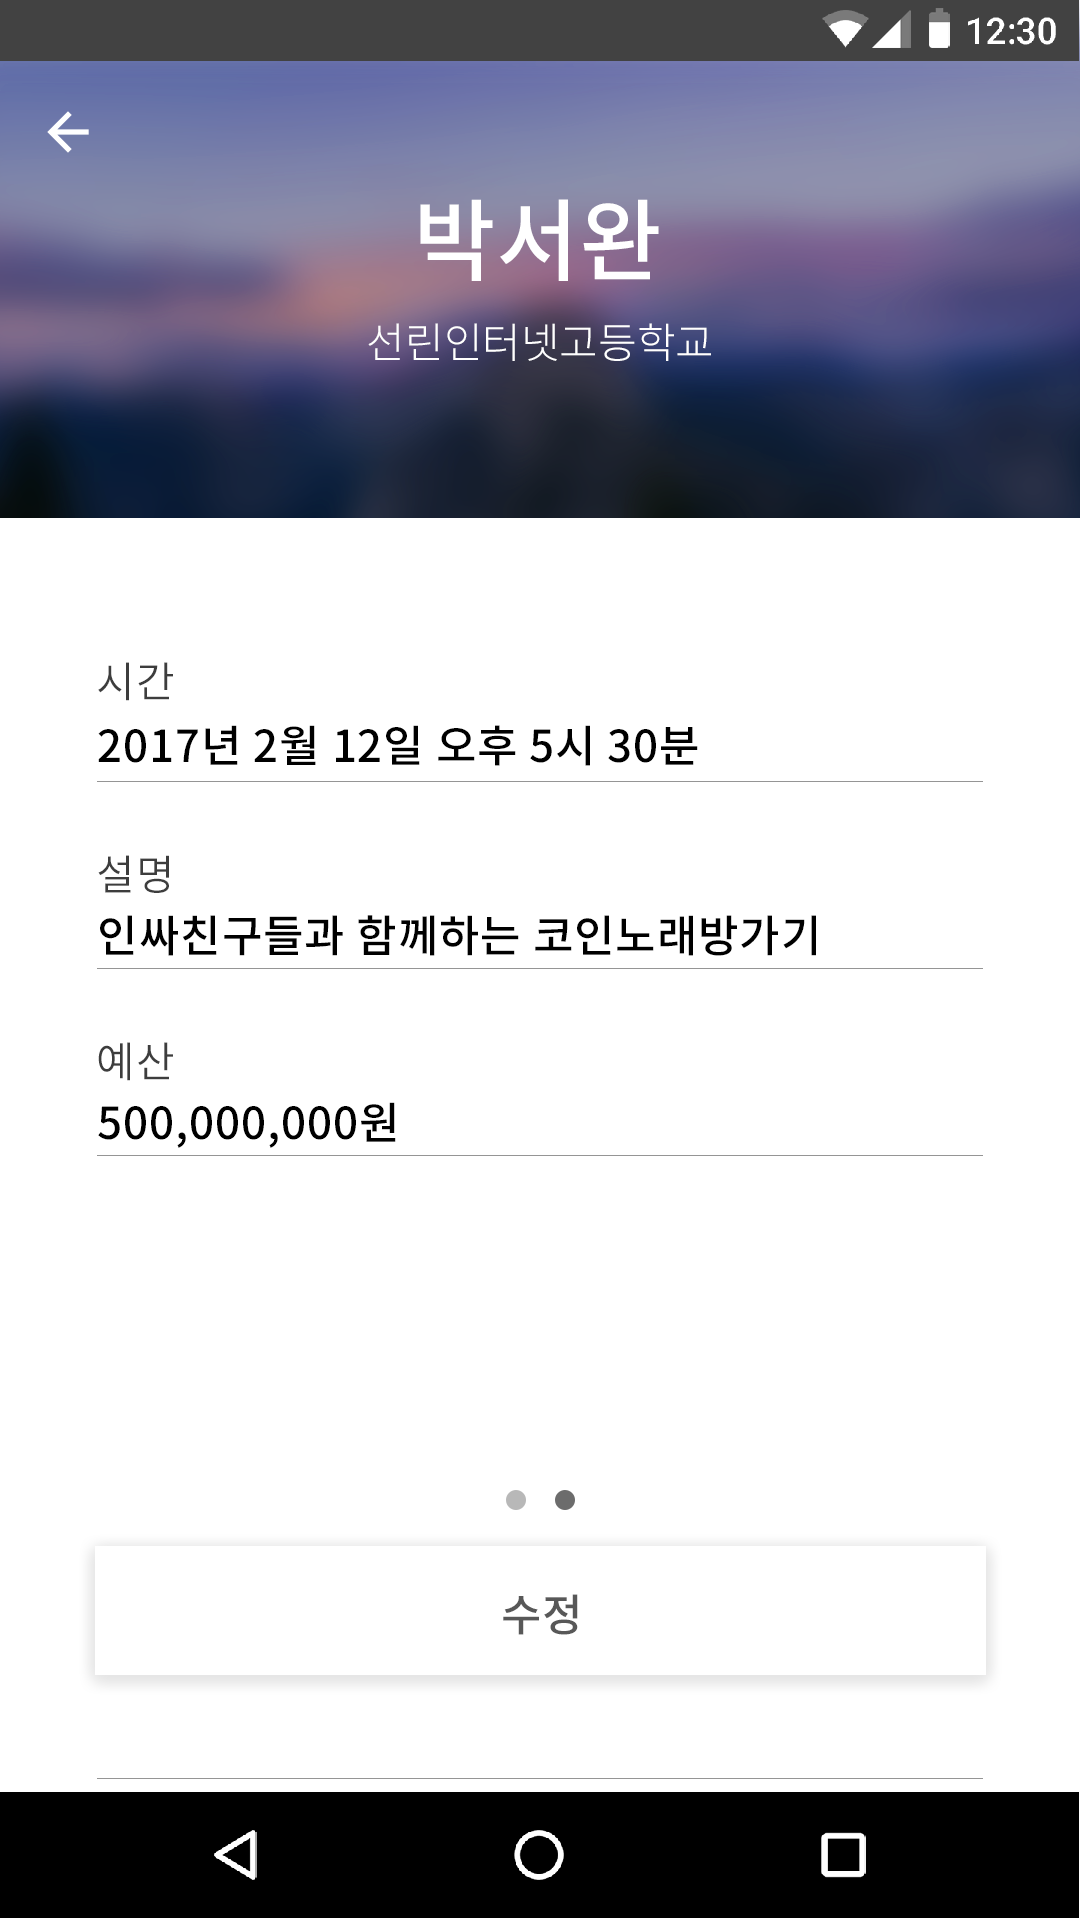 12:30
박서완
선린인터넷고등학교
시간
2017년 2월 12일 오후 5시 30분
설명
인싸친구들과 함께하는 코인노래방가기
예산
500,000,000원
수정